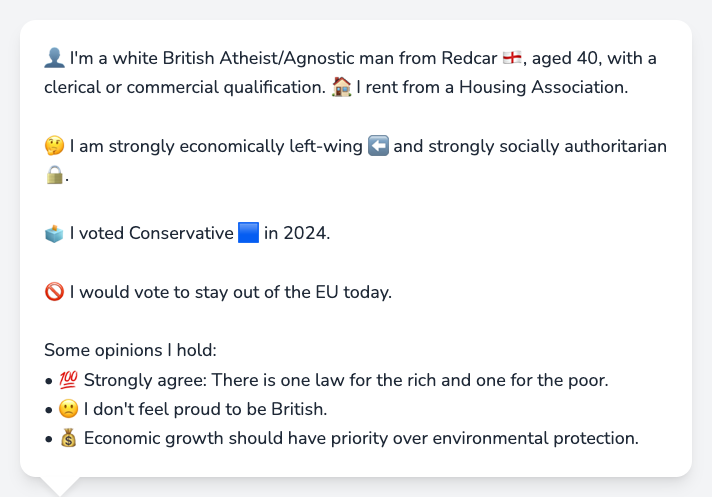 👤 I'm a white British Atheist/Agnostic man from Redcar 🏴󠁧󠁢󠁥󠁮󠁧󠁿, aged 40, with a
clerical or commercial qualification. 🏠 I rent from a Housing Association.
🤔 I am strongly economically left-wing ⬅️ and strongly socially authoritarian
🔒.
🗳️ I voted Conservative 🟦 in 2024.
🚫 I would vote to stay out of the EU today.
Some opinions I hold:
• 💯 Strongly agree: There is one law for the rich and one for the poor.
• 🙁 I don't feel proud to be British.
• 💰 Economic growth should have priority over environmental protection.